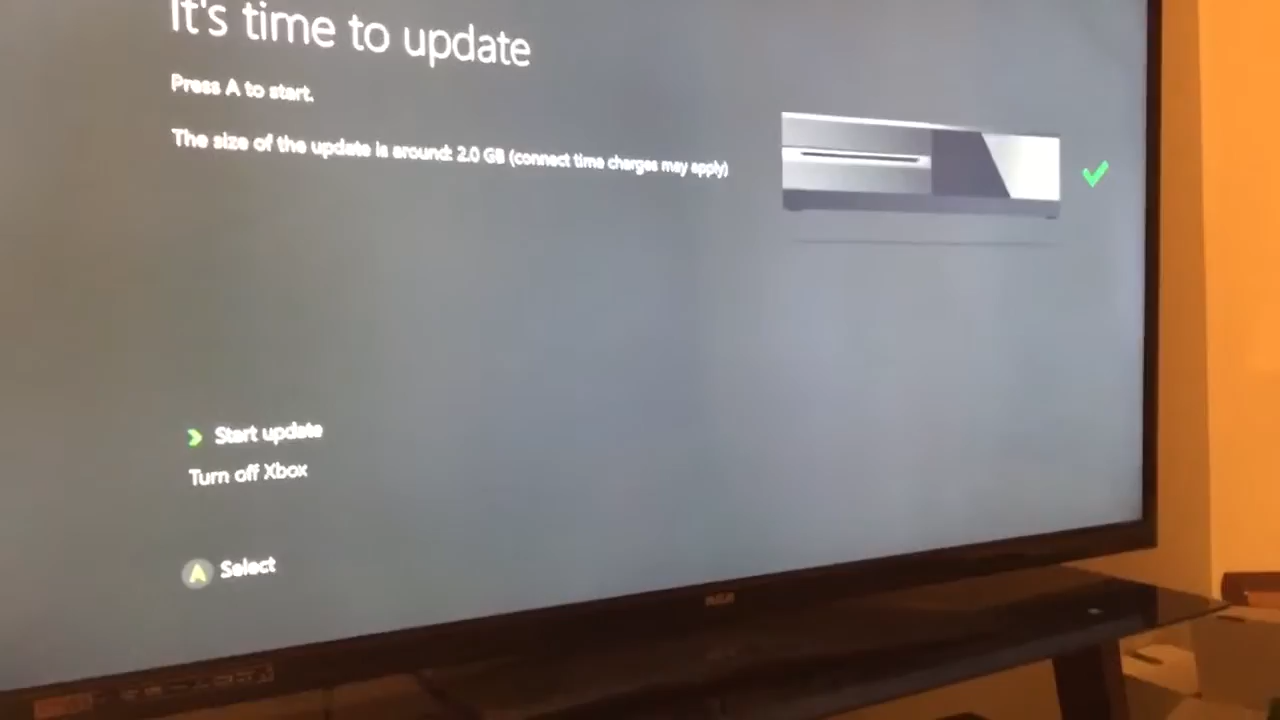 It's time to update
Press A to start.
The size of the update is around: 2.0 GB (connect time charges may apply)
Start update
Turn off Xbox
A Select
RCA